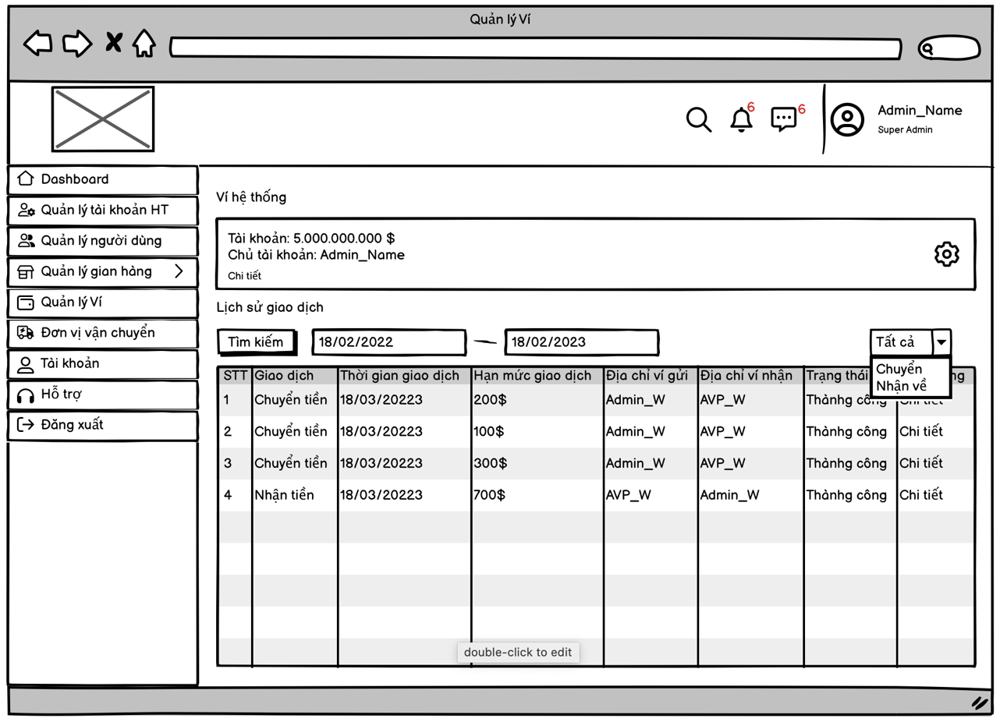 Quản lý Ví
6
6
Admin_Name
Super Admin
Dashboard
Quản lý tài khoản HT
Quản lý người dùng
Quản lý gian hàng
Quản lý Ví
Đơn vị vận chuyển
Tài khoản
Hỗ trợ
Đăng xuất
Ví hệ thống
Tài khoản: 5.000.000.000 $
Chủ tài khoản: Admin_Name
Chi tiết
Lịch sử giao dịch
Tìm kiếm 18/02/2022 18/02/2023 Tất cả
Chuyển
Nhận về
STT Giao dịch Thời gian giao dịch Hạn mức giao dịch Địa chỉ ví gửi Địa chỉ ví nhận Trạng thái
1 Chuyển tiền 18/03/20223 200$ Admin_W AVP_W Thành công Chi tiết
2 Chuyển tiền 18/03/20223 100$ Admin_W AVP_W Thành công Chi tiết
3 Chuyển tiền 18/03/20223 300$ Admin_W AVP_W Thành công Chi tiết
4 Nhận tiền 18/03/20223 700$ AVP_W Admin_W Thành công Chi tiết
double-click to edit